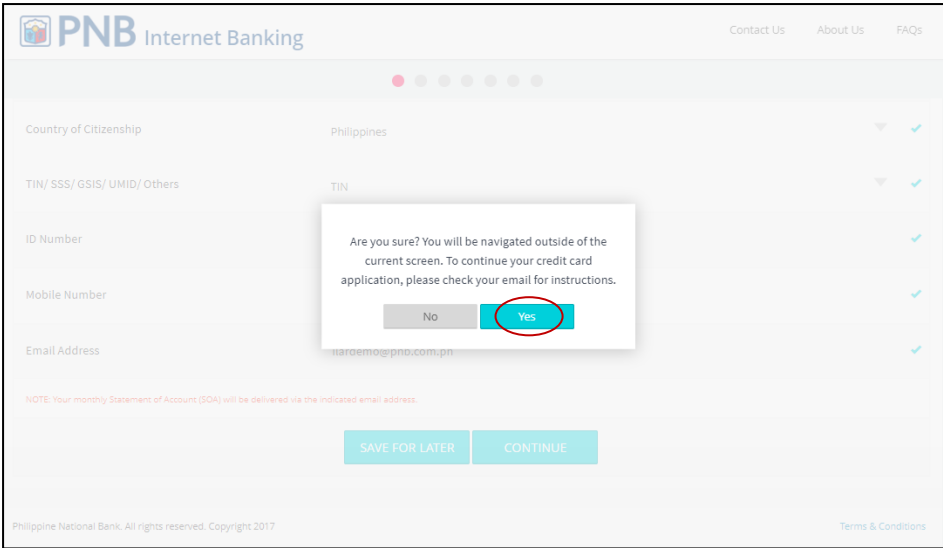 PNB Internet Banking
Contact Us About Us FAQs
Country of Citizenship Philippines
TIN/ SSS/ GSIS/ UMID/ Others TIN
Are you sure? You will be navigated outside of the
current screen. To continue your credit card
application, please check your email for instructions.
No Yes
ID Number
Mobile Number
Email Address
NOTE: Your monthly Statement of Account (SOA) will be delivered via the indicated email address.
SAVE FOR LATER CONTINUE
Philippine National Bank. All rights reserved. Copyright 2017
Terms & Conditions